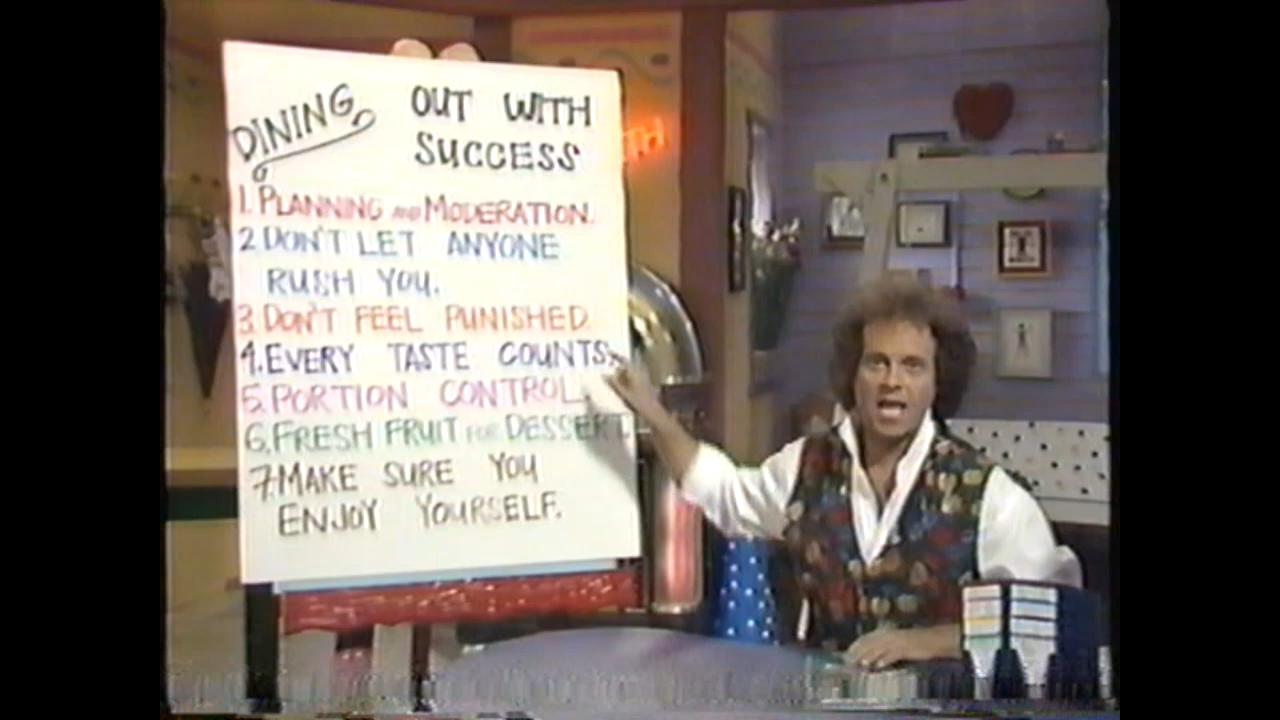 DINING OUT WITH
SUCCESS
1. PLANNING AND MODERATION.
2. DON'T LET ANYONE
RUSH YOU.
3. DON'T FEEL PUNISHED.
4. EVERY TASTE COUNTS.
5. PORTION CONTROL.
6. FRESH FRUIT FOR DESSERT.
7. MAKE SURE YOU
ENJOY YOURSELF.